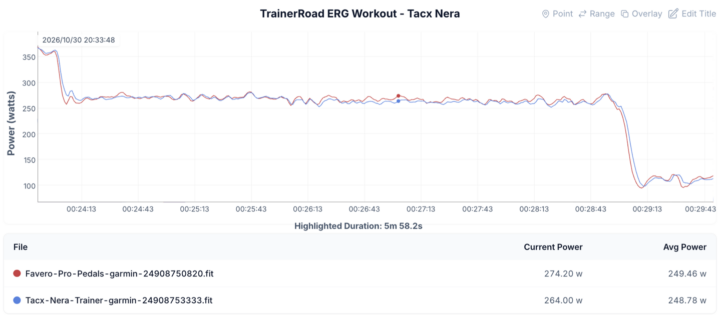 TrainerRoad ERG Workout - Tacx Nera
Point Range Overlay Edit Title
2026/10/30 20:33:48
Power (watts)
350
300
250
200
150
100
00:24:13 00:24:43 00:25:13 00:25:43 00:26:13 00:26:43 00:27:13 00:27:43 00:28:13 00:28:43 00:29:13 00:29:43
Highlighted Duration: 5m 58.2s
File Current Power Avg Power
Favero-Pro-Pedals-garmin-24908750820.fit 274.20 w 249.46 w
Tacx-Nera-Trainer-garmin-24908753333.fit 264.00 w 248.78 w